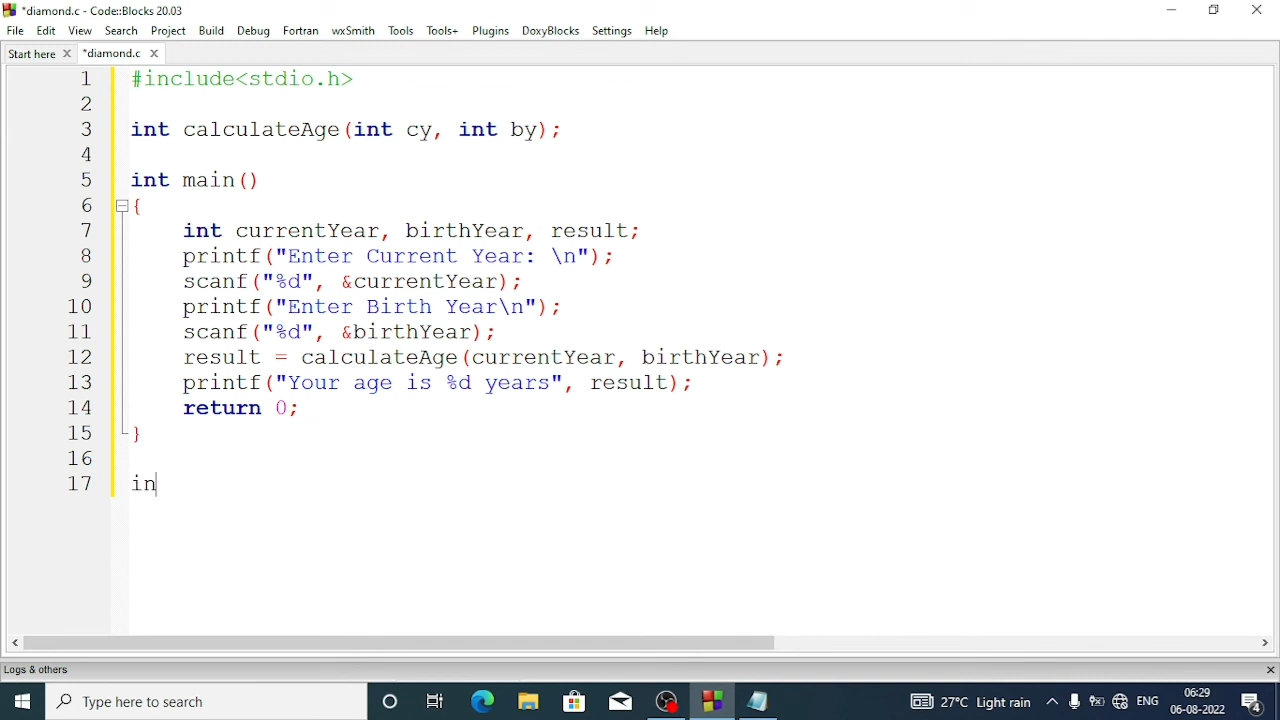 *diamond.c - Code::Blocks 20.03
File Edit View Search Project Build Debug Fortran wxSmith Tools Tools+ Plugins DoxyBlocks Settings Help
Start here *diamond.c
1 #include<stdio.h>
2
3 int calculateAge(int cy, int by);
4
5 int main()
6 {
7 int currentYear, birthYear, result;
8 printf("Enter Current Year: \n");
9 scanf("%d", &currentYear);
10 printf("Enter Birth Year\n");
11 scanf("%d", &birthYear);
12 result = calculateAge(currentYear, birthYear);
13 printf("Your age is %d years", result);
14 return 0;
15 }
16
17 in
Logs & others
Type here to search
27°C Light rain
ENG
06:29
06-08-2022
4